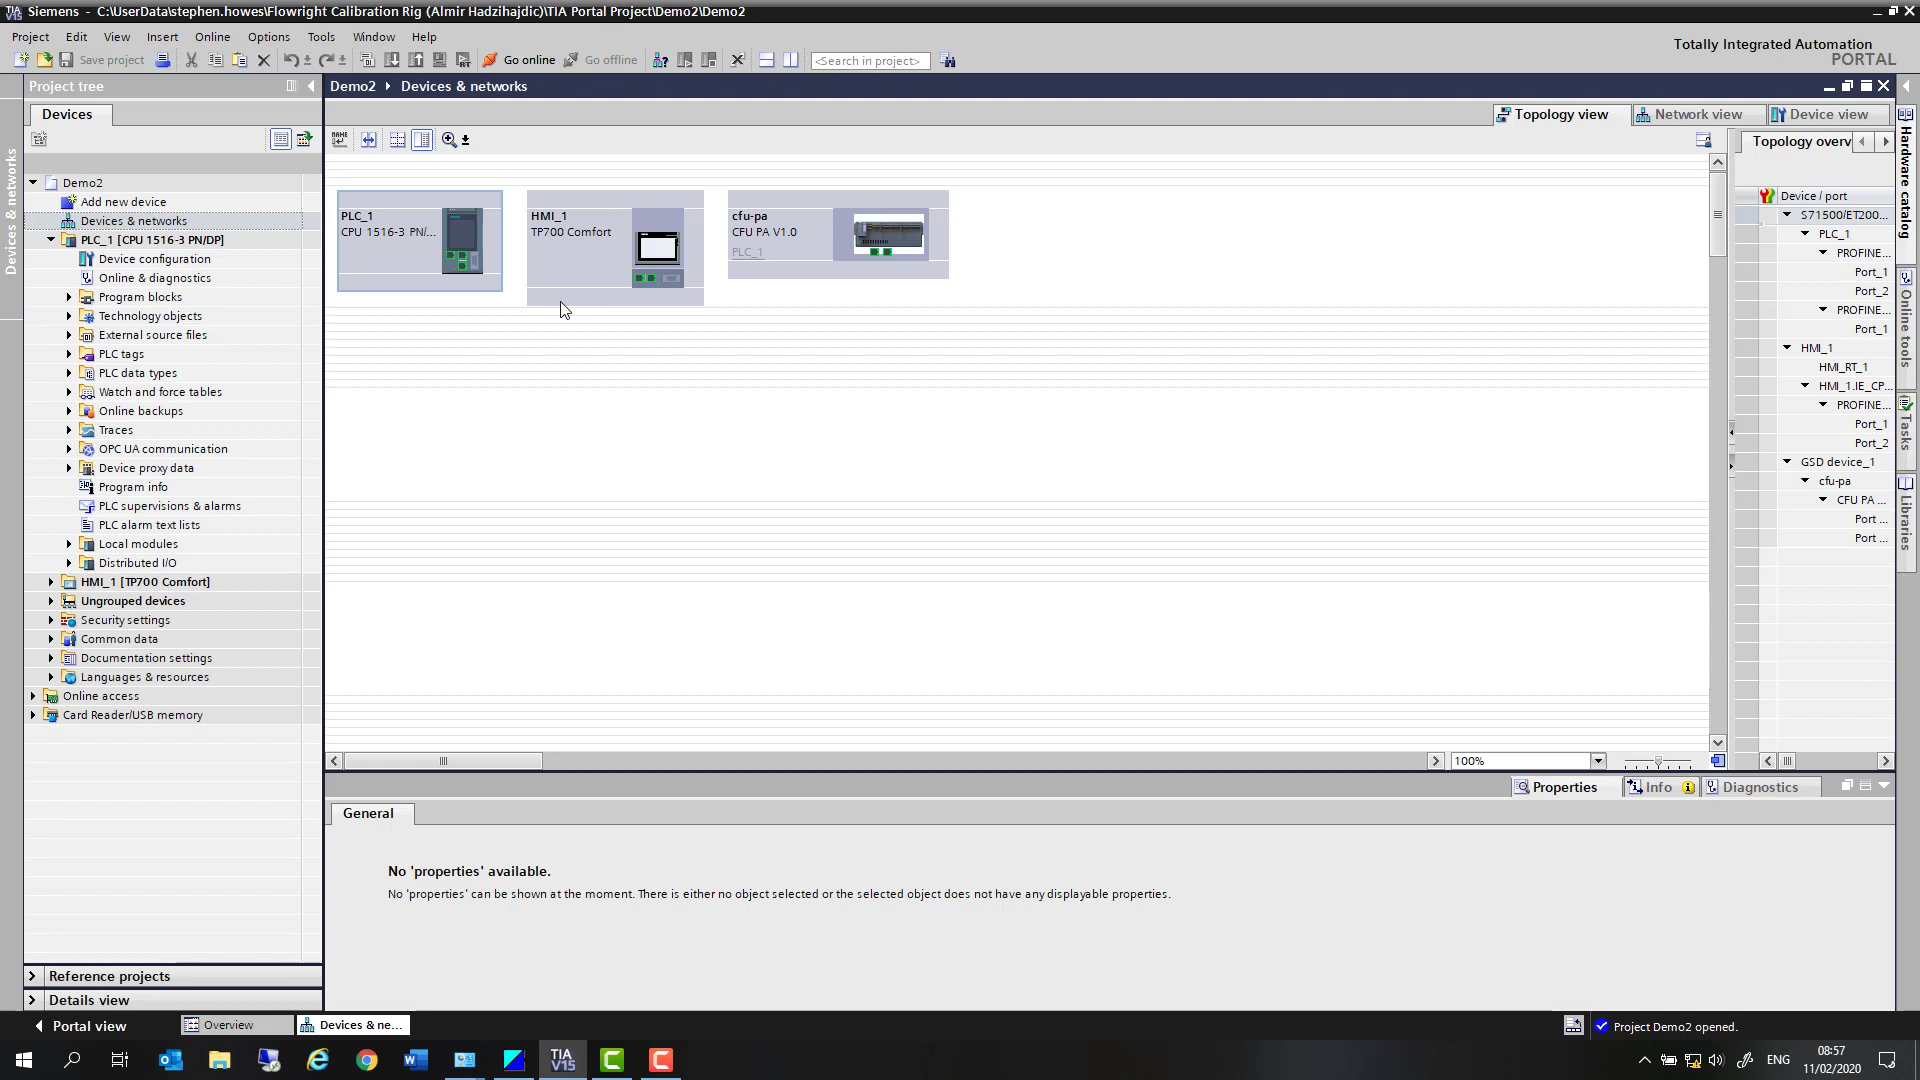 Siemens - C:\UserData\stephen.howes\Flowright Calibration Rig (Almir Hadzihajdic)\TIA Portal Project\Demo2\Demo2
Project Edit View Insert Online Options Tools Window Help
Totally Integrated Automation
PORTAL
Save project
Go online
Go offline
<Search in project>
Project tree
Demo2 Devices & networks
Devices
Topology view
Network view
Device view
Devices & networks
Demo2
Add new device
Devices & networks
PLC_1 [CPU 1516-3 PN/DP]
Device configuration
Online & diagnostics
Program blocks
Technology objects
External source files
PLC tags
PLC data types
Watch and force tables
Online backups
Traces
OPC UA communication
Device proxy data
Program info
PLC supervisions & alarms
PLC alarm text lists
Local modules
Distributed I/O
HMI_1 [TP700 Comfort]
Ungrouped devices
Security settings
Common data
Documentation settings
Languages & resources
Online access
Card Reader/USB memory
Reference projects
Details view
PLC_1
CPU 1516-3 PN/...
HMI_1
TP700 Comfort
cfu-pa
CFU PA V1.0
PLC_1
100%
Topology overv
Device / port
S71500/ET200...
PLC_1
PROFINE...
Port_1
Port_2
PROFINE...
Port_1
HMI_1
HMI_RT_1
HMI_1.IE_CP...
PROFINE...
Port_1
Port_2
GSD device_1
cfu-pa
CFU PA ...
Port ...
Port ...
Hardware catalog
Online tools
Tasks
Libraries
Properties
Info
Diagnostics
General
No 'properties' available.
No 'properties' can be shown at the moment. There is either no object selected or the selected object does not have any displayable properties.
Portal view
Overview
Devices & ne...
Project Demo2 opened.
TIA
V15
ENG
08:57
11/02/2020